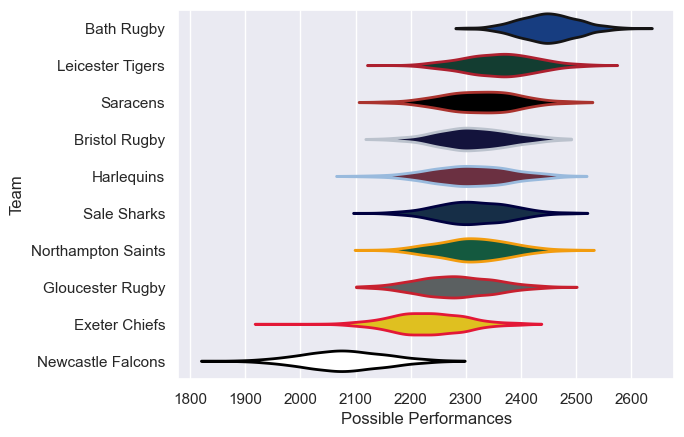 Bath Rugby
Leicester Tigers
Saracens
Bristol Rugby
Harlequins
Sale Sharks
Northampton Saints
Gloucester Rugby
Exeter Chiefs
Newcastle Falcons
Team
1800 1900 2000 2100 2200 2300 2400 2500 2600
Possible Performances